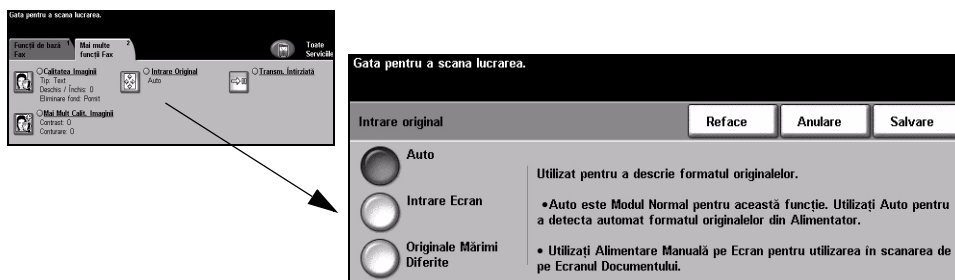 Gata pentru a scana lucrarea.
Funcții de bază 1
Fax
Mai multe 2
funcții Fax
Toate
Serviciile
Calitatea Imaginii
Tip: Text
Deschis / Închis: 0
Eliminare fond: Pornit
Intrare Original
Auto
Transm. Întirziată
Mai Mult Calit. Imaginii
Contrast: 0
Conturare: 0
Gata pentru a scana lucrarea.
Intrare original
Reface
Anulare
Salvare
Auto
Intrare Ecran
Originale Mărimi
Diferite
Utilizat pentru a descrie formatul originalelor.
•Auto este Modul Normal pentru această funcție. Utilizați Auto pentru
a detecta automat formatul originalelor din Alimentator.
• Utilizați Alimentare Manuală pe Ecran pentru utilizarea în scanarea de
pe Ecranul Documentului.